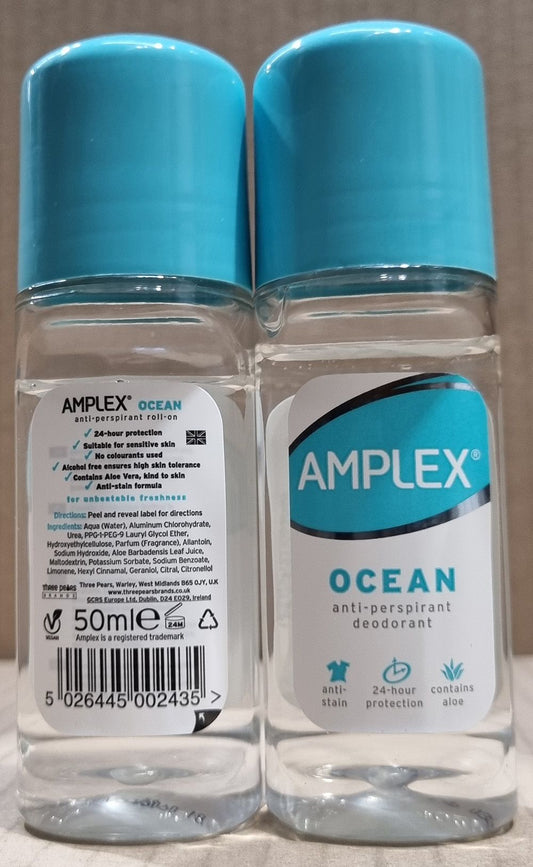 AMPLEX® OCEAN
anti-perspirant roll-on
✓ 24-hour protection
✓ Suitable for sensitive skin
✓ No colourants used
✓ Alcohol free ensures high skin tolerance
✓ Contains Aloe Vera, kind to skin
✓ Anti-stain formula
for unbeatable freshness
Directions: Peel and reveal label for directions
Ingredients: Aqua (Water), Aluminum Chlorohydrate,
Urea, PPG-1-PEG-9 Lauryl Glycol Ether,
Hydroxyethylcellulose, Parfum (Fragrance), Allantoin,
Sodium Hydroxide, Aloe Barbadensis Leaf Juice,
Maltodextrin, Potassium Sorbate, Sodium Benzoate,
Limonene, Hexyl Cinnamal, Geraniol, Citral, Citronellol
three pears
BRANDS
Three Pears, Warley, West Midlands B65 0JY, U.K
www.threepearsbrands.co.uk
GCRS Europe Ltd, Dublin, D24 E029, Ireland
VEGAN
50ml e
24M
Amplex is a registered trademark
5 026445 002435 >
AMPLEX®
OCEAN
anti-perspirant
deodorant
anti-
stain
24-hour
protection
contains
aloe